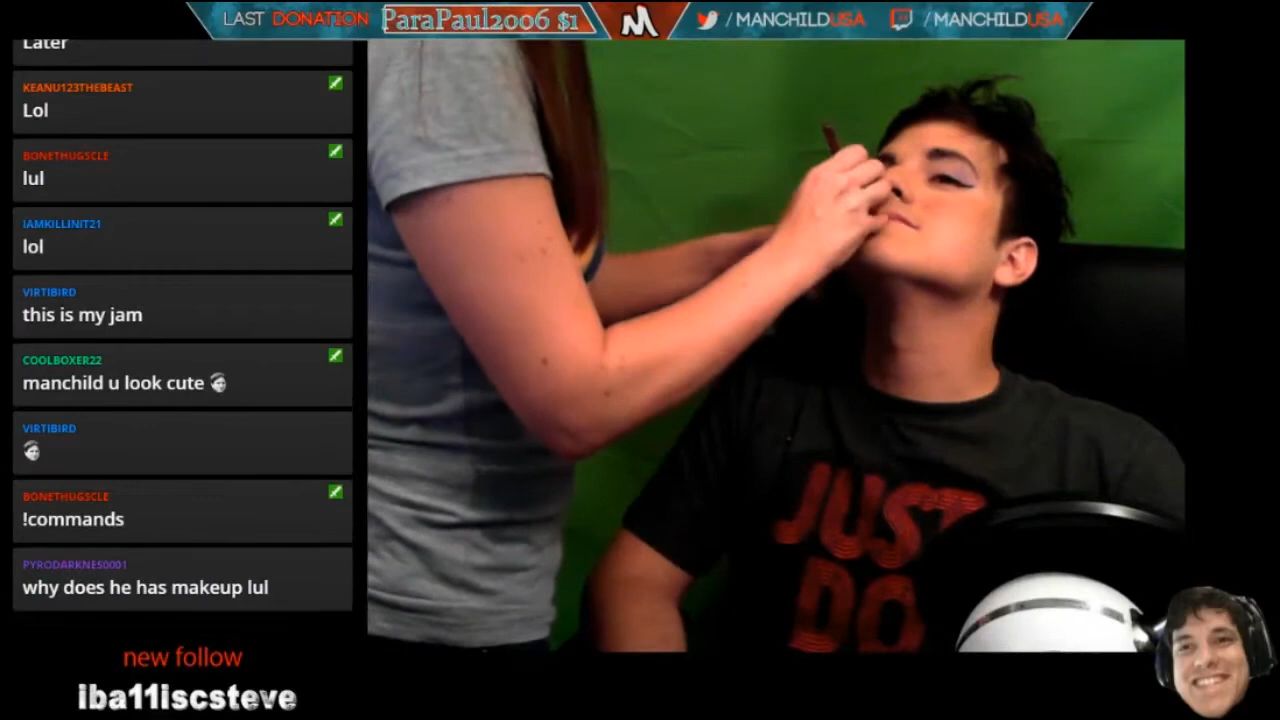 LAST DONATION ParaPaul2006 $1 M /MANCHILDUSA /MANCHILDUSA
Later
KEANU123THEBEAST
Lol
BONETHUGSCLE
lul
IAMKILLINIT21
lol
VIRTIBIRD
this is my jam
COOLBOXER22
manchild u look cute
VIRTIBIRD
BONETHUGSCLE
!commands
PYRODARKNES0001
why does he has makeup lul
new follow
iba11iscsteve
JUST
DO